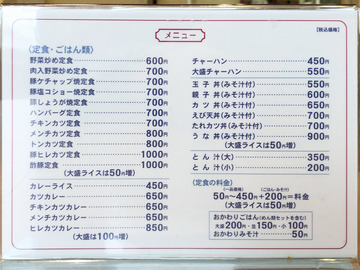 メニュー
[税込価格]
〈定食・ごはん類〉
野菜炒め定食 600円
肉入野菜炒め定食 700円
豚ケチャップ焼定食 700円
豚塩コショー焼定食 700円
豚しょうが焼定食 700円
ハンバーグ定食 700円
チキンカツ定食 700円
メンチカツ定食 800円
トンカツ定食 800円
豚ヒレカツ定食 1000円
酢豚定食 1000円
(大盛ライスは50円増)
カレーライス 450円
カツカレー 650円
チキンカツカレー 650円
メンチカツカレー 650円
ヒレカツカレー 850円
(大盛は100円増)
チャーハン 450円
大盛チャーハン 550円
玉子丼(みそ汁付) 550円
親子丼(みそ汁付) 600円
カツ丼(みそ汁付) 650円
えび天丼(みそ汁付) 700円
たれカツ丼(みそ汁付) 700円
うな丼(みそ汁付) 900円
(大盛ライスは50円増)
とん汁(大) 350円
とん汁(小) 200円
〈定食の料金〉
(一品価格) (ごはん・みそ汁)
50円〜450円+200円=料金
(大盛ライスは50円増)
おかわりごはん(めん類セットを含む)
大盛200円・並150円・小100円
おかわりみそ汁 50円